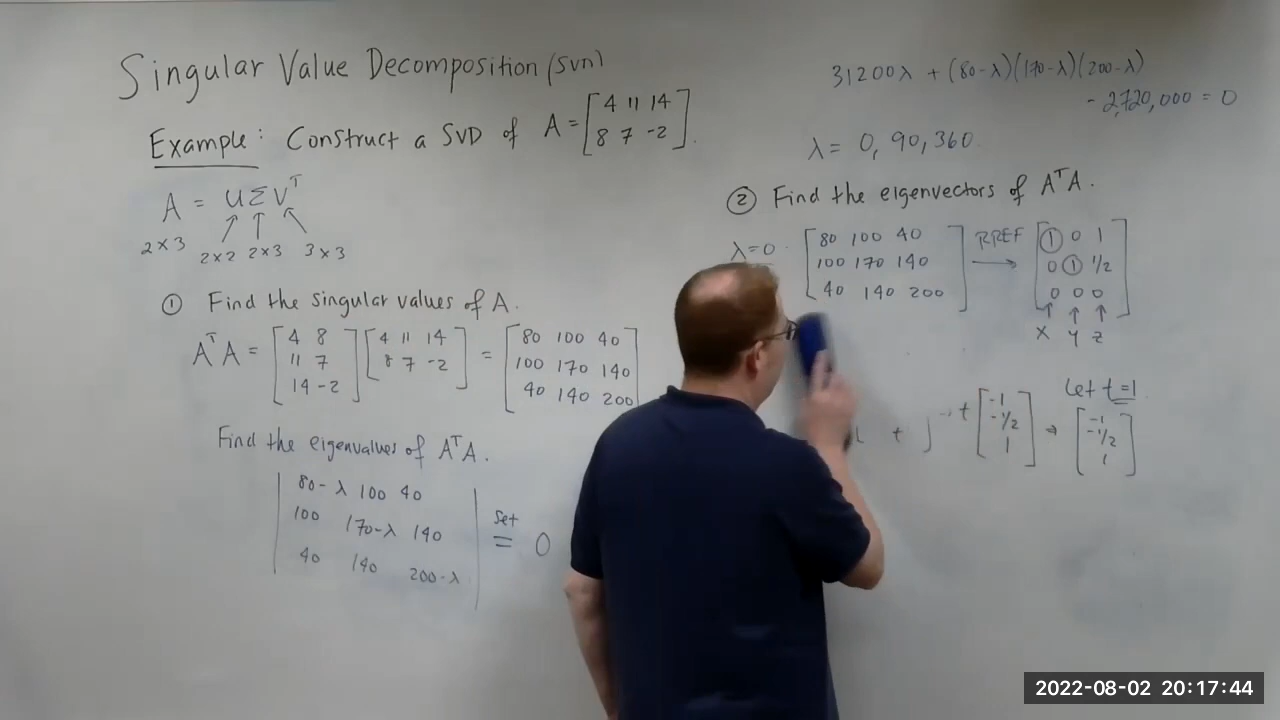 Singular Value Decomposition (SVD)
Example: Construct a SVD of A = [4 11 14
8 7 -2].
A = UΣVᵀ
2×3 2×2 2×3 3×3
① Find the singular values of A.
AᵀA = [4 8
11 7
14 -2] [4 11 14
8 7 -2] = [80 100 40
100 170 140
40 140 200]
Find the eigenvalues of AᵀA.
|80-λ 100 40
100 170-λ 140
40 140 200-λ| set = 0
31200λ + (80-λ)(170-λ)(200-λ)
- 2,720,000 = 0
λ = 0, 90, 360
② Find the eigenvectors of AᵀA.
λ=0 [80 100 40
100 170 140
40 140 200] RREF → [1 0 1
0 1 1/2
0 0 0]
x y z
t [-1
-1/2
1] → let t=1
[-1
-1/2
1]
2022-08-02 20:17:44